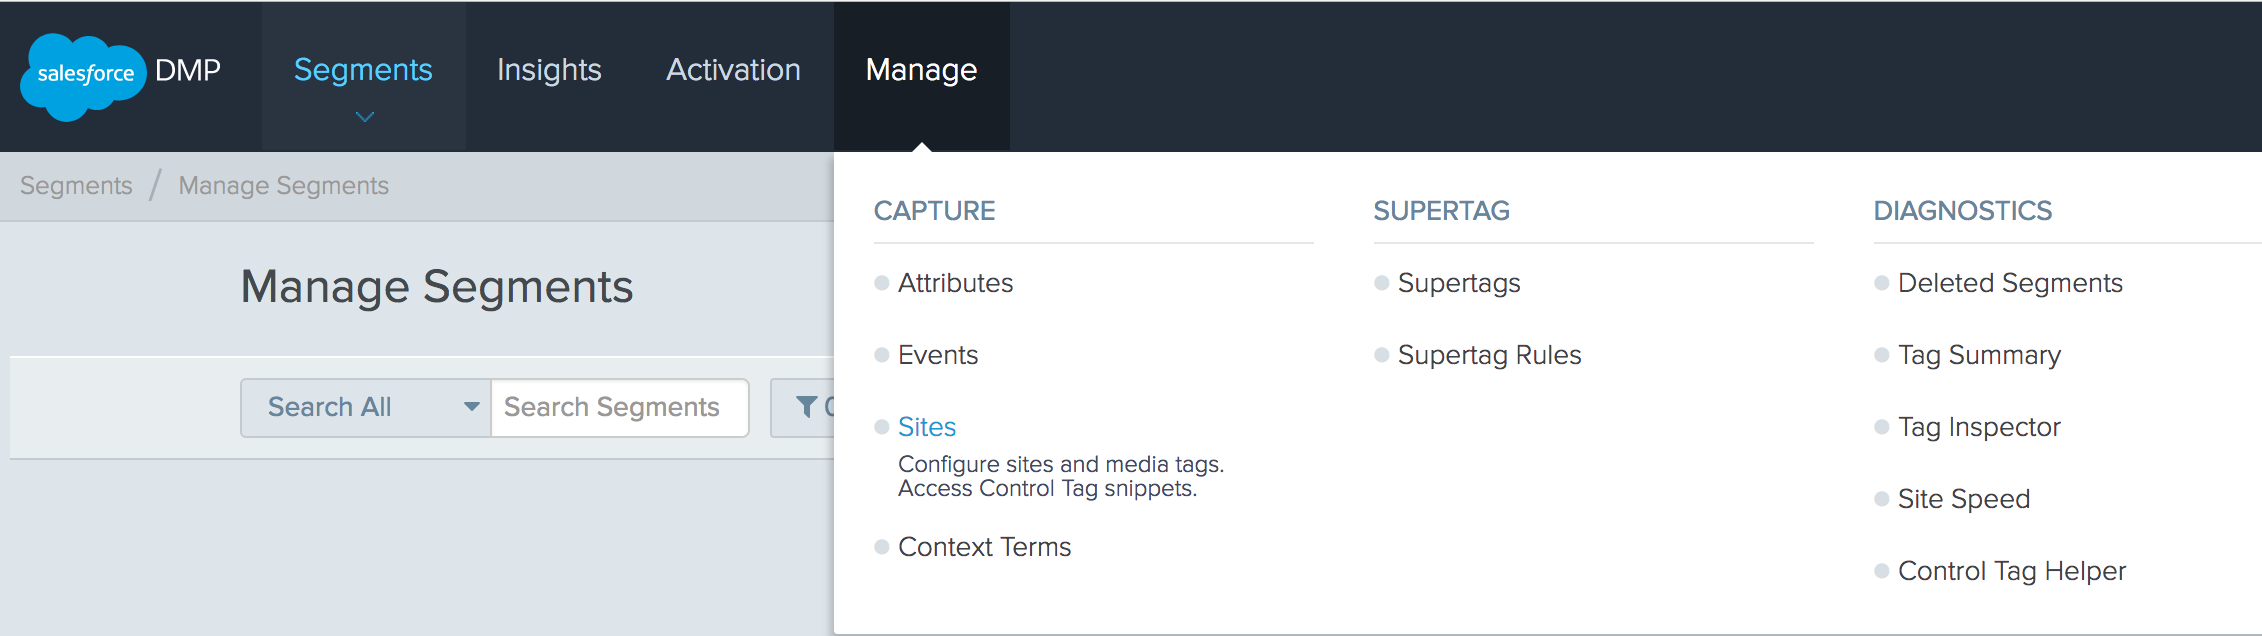 salesforce DMP
Segments
Insights
Activation
Manage
Segments / Manage Segments
Manage Segments
Search All
Search Segments
CAPTURE
Attributes
Events
Sites
Configure sites and media tags.
Access Control Tag snippets.
Context Terms
SUPERTAG
Supertags
Supertag Rules
DIAGNOSTICS
Deleted Segments
Tag Summary
Tag Inspector
Site Speed
Control Tag Helper